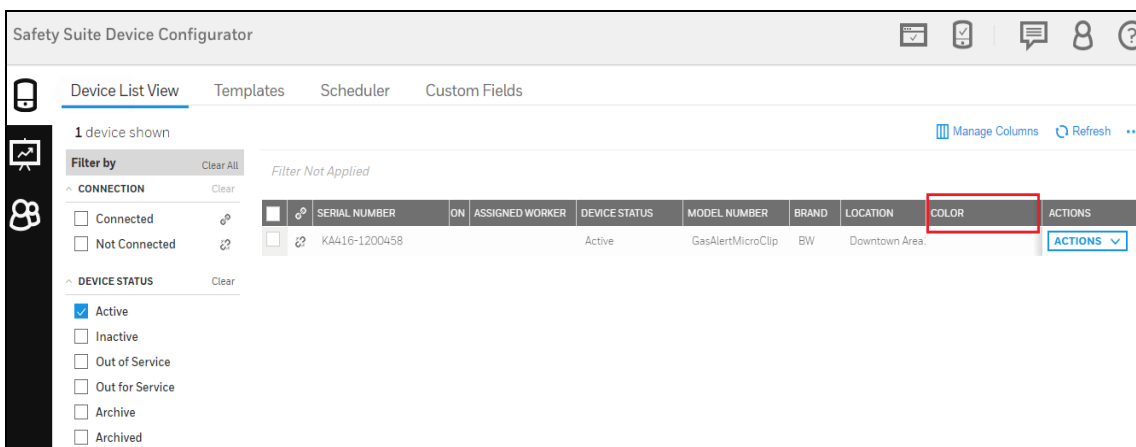 Safety Suite Device Configurator
Device List View Templates Scheduler Custom Fields
1 device shown
Manage Columns Refresh
Filter by Clear All
Filter Not Applied
CONNECTION Clear
Connected
Not Connected
SERIAL NUMBER ON ASSIGNED WORKER DEVICE STATUS MODEL NUMBER BRAND LOCATION COLOR ACTIONS
KA416-1200458 Active GasAlertMicroClip BW Downtown Area. ACTIONS
DEVICE STATUS Clear
Active
Inactive
Out of Service
Out for Service
Archive
Archived